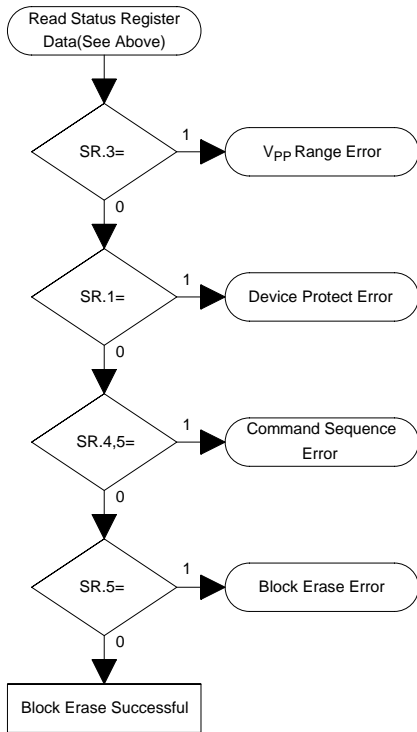 Read Status Register
Data(See Above)
SR.3=
1
VPP Range Error
0
SR.1=
1
Device Protect Error
0
SR.4,5=
1
Command Sequence
Error
0
SR.5=
1
Block Erase Error
0
Block Erase Successful